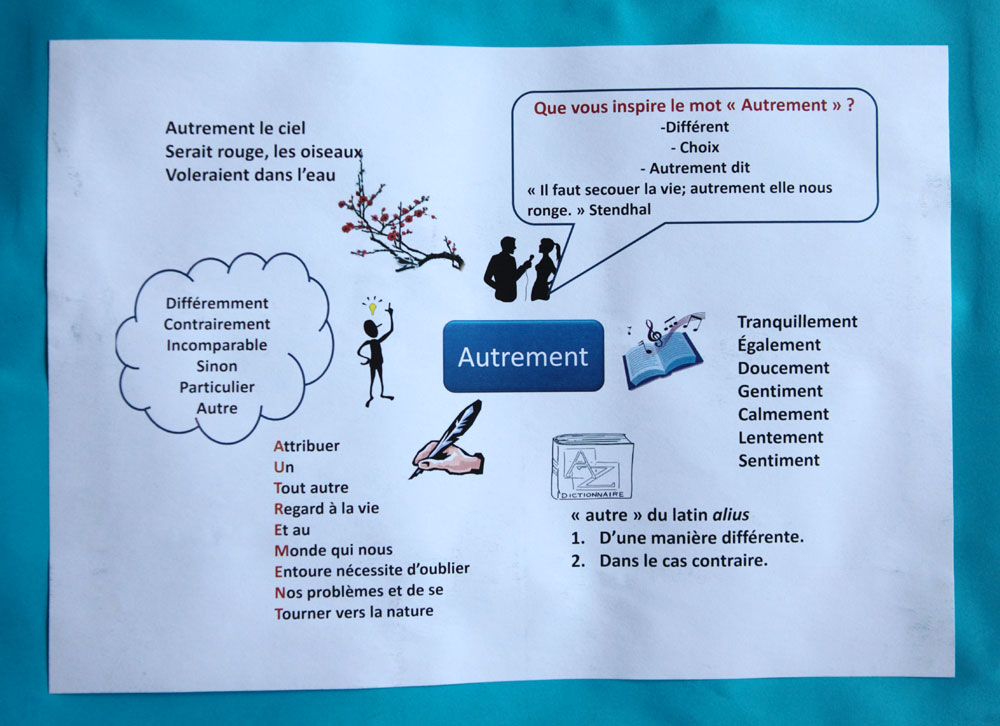 Autrement le ciel
Serait rouge, les oiseaux
Voleraient dans l'eau
Que vous inspire le mot « Autrement » ?
-Différent
- Choix
- Autrement dit
« Il faut secouer la vie; autrement elle nous
ronge. » Stendhal
Différemment
Contrairement
Incomparable
Sinon
Particulier
Autre
Autrement
Tranquillement
Également
Doucement
Gentiment
Calmement
Lentement
Sentiment
Attribuer
Un
Tout autre
Regard à la vie
Et au
Monde qui nous
Entoure nécessite d'oublier
Nos problèmes et de se
Tourner vers la nature
A Z
DICTIONNAIRE
« autre » du latin alius
1. D'une manière différente.
2. Dans le cas contraire.